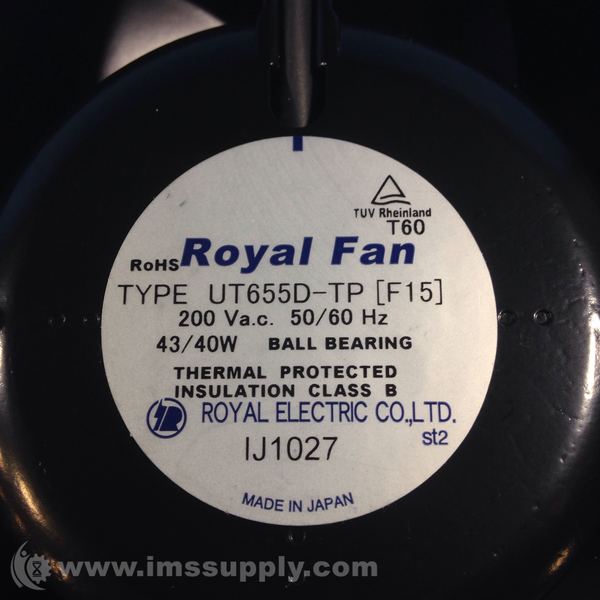 TUV Rheinland
T60
RoHS Royal Fan
TYPE UT655D-TP [F15]
200 Va.c. 50/60 Hz
43/40W BALL BEARING
THERMAL PROTECTED
INSULATION CLASS B
ROYAL ELECTRIC CO.,LTD.
IJ1027 st2
MADE IN JAPAN
www.imssupply.com